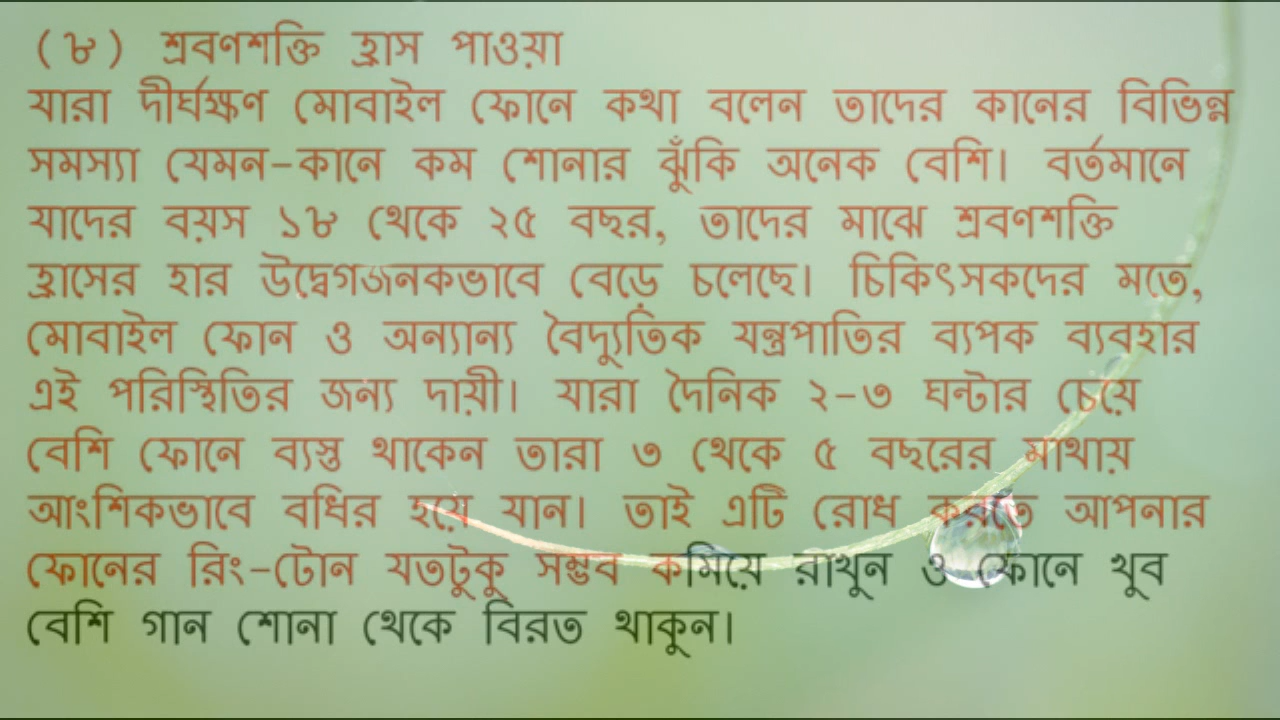 (৮) শ্রবণশক্তি হ্রাস পাওয়া
যারা দীর্ঘক্ষণ মোবাইল ফোনে কথা বলেন তাদের কানের বিভিন্ন
সমস্যা যেমন-কানে কম শোনার ঝুঁকি অনেক বেশি। বর্তমানে
যাদের বয়স ১৮ থেকে ২৫ বছর, তাদের মাঝে শ্রবণশক্তি
হ্রাসের হার উদ্বেগজনকভাবে বেড়ে চলেছে। চিকিৎসকদের মতে,
মোবাইল ফোন ও অন্যান্য বৈদ্যুতিক যন্ত্রপাতির ব্যপক ব্যবহার
এই পরিস্থিতির জন্য দায়ী। যারা দৈনিক ২-৩ ঘন্টার চেয়ে
বেশি ফোনে ব্যস্ত থাকেন তারা ৩ থেকে ৫ বছরের মাথায়
আংশিকভাবে বধির হয়ে যান। তাই এটি রোধ করতে আপনার
ফোনের রিং-টোন যতটুকু সম্ভব কমিয়ে রাখুন ও ফোনে খুব
বেশি গান শোনা থেকে বিরত থাকুন।